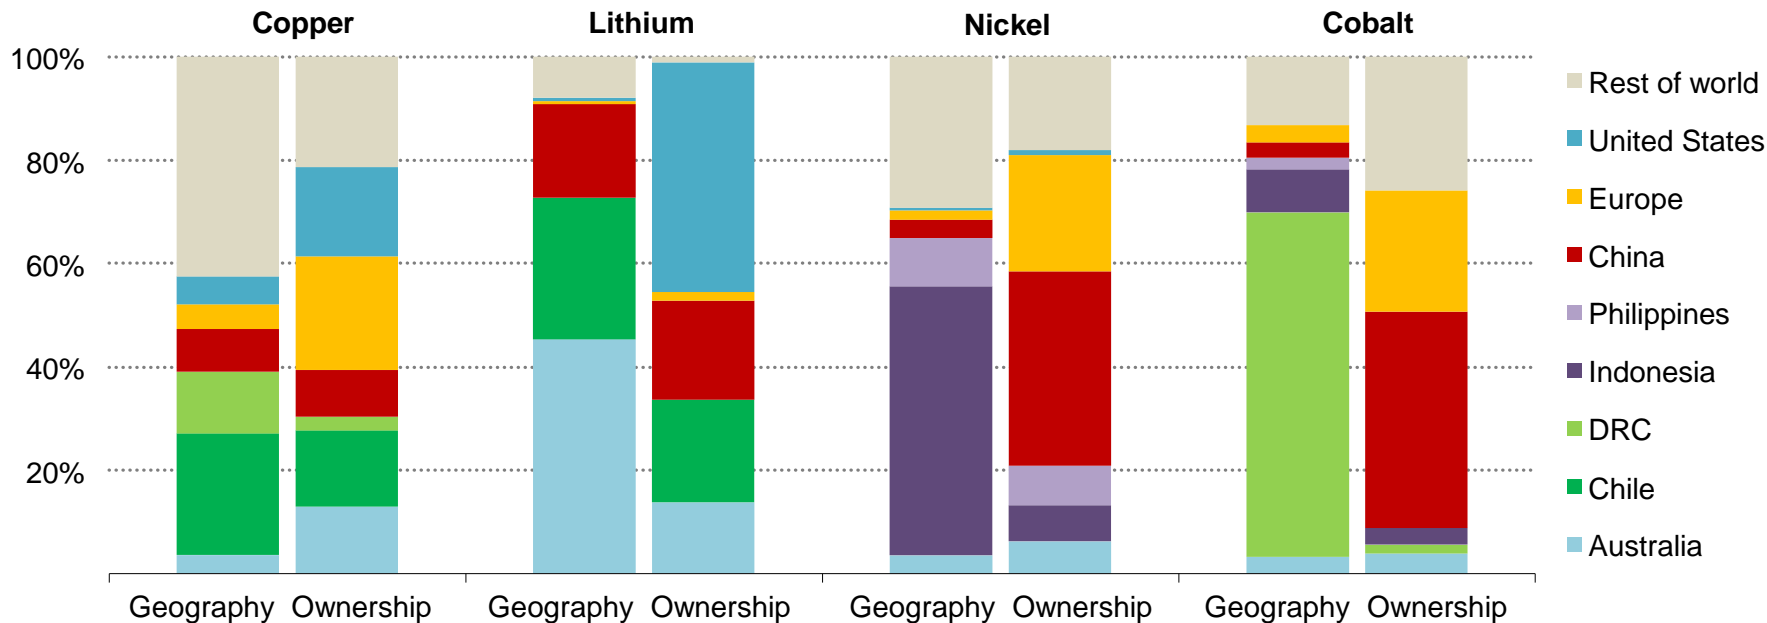 Copper Lithium Nickel Cobalt
100%
80%
60%
40%
20%
Geography Ownership Geography Ownership Geography Ownership Geography Ownership
Rest of world
United States
Europe
China
Philippines
Indonesia
DRC
Chile
Australia